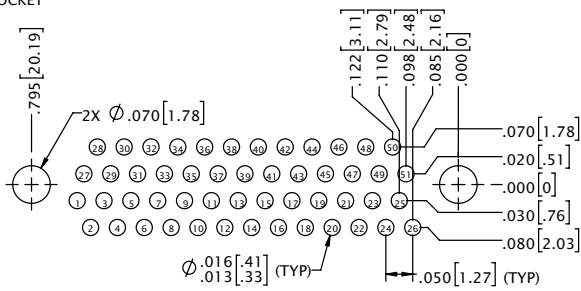 OCKET
.795[20.19]
.122[3.11]
.110[2.79]
.098[2.48]
.085[2.16]
.000[0]
2X Ø .070[1.78]
28 30 32 34 36 38 40 42 44 46 48 50
.070[1.78]
27 29 31 33 35 37 39 41 43 45 47 49 51
.020[.51]
.000[0]
1 3 5 7 9 11 13 15 17 19 21 23 25
.030[.76]
2 4 6 8 10 12 14 16 18 20 22 24 26
.080[2.03]
Ø .016[.41]
.013[.33] (TYP)
.050[1.27] (TYP)